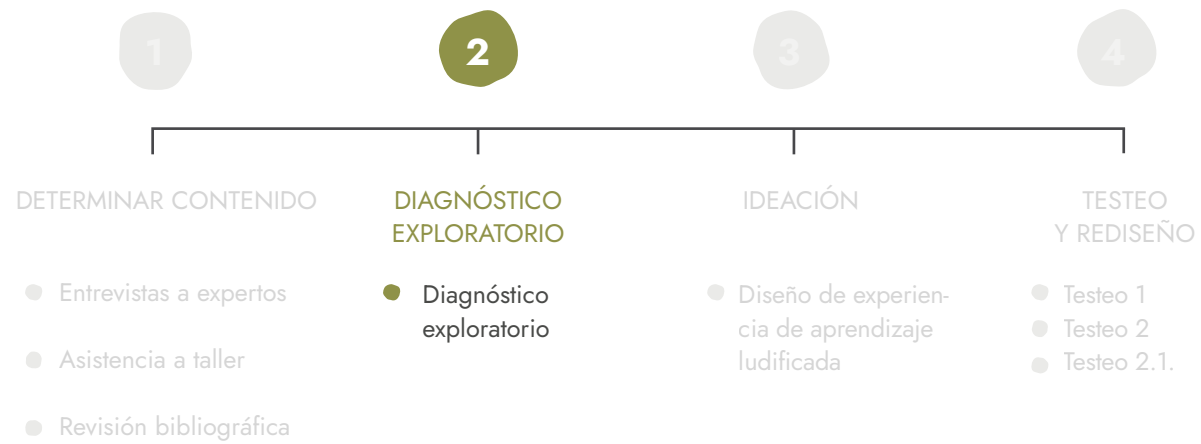 1
2
3
4
DETERMINAR CONTENIDO
Entrevistas a expertos
Asistencia a taller
Revisión bibliográfica
DIAGNÓSTICO
EXPLORATORIO
Diagnóstico
exploratorio
IDEACIÓN
Diseño de experien-
cia de aprendizaje
ludificada
TESTEO
Y REDISEÑO
Testeo 1
Testeo 2
Testeo 2.1.